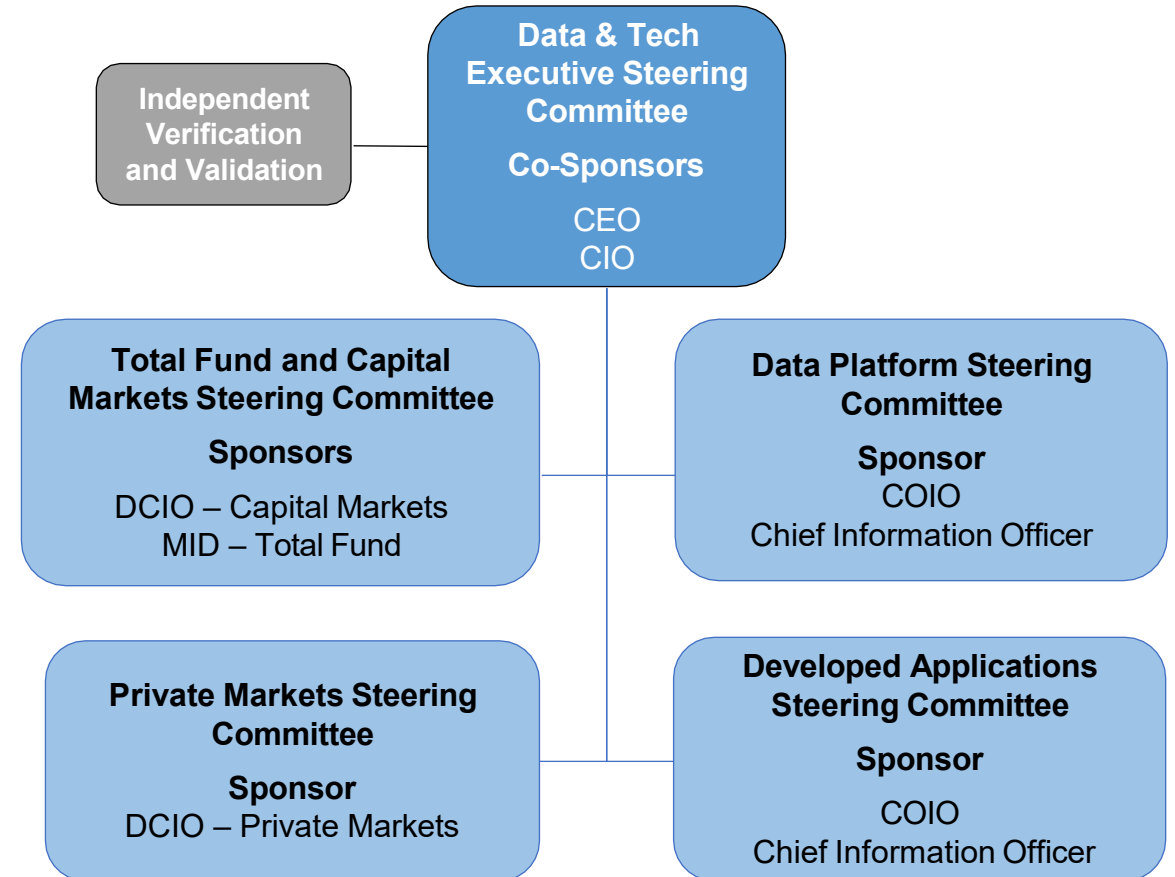 Data & Tech
Executive Steering
Committee
Co-Sponsors
CEO
CIO
Independent
Verification
and Validation
Total Fund and Capital
Markets Steering Committee
Sponsors
DCIO – Capital Markets
MID – Total Fund
Data Platform Steering
Committee
Sponsor
COIO
Chief Information Officer
Private Markets Steering
Committee
Sponsor
DCIO – Private Markets
Developed Applications
Steering Committee
Sponsor
COIO
Chief Information Officer